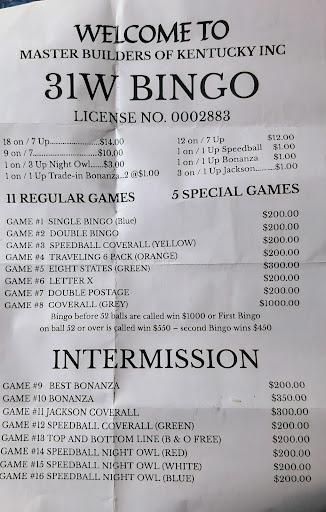 WELCOME TO
MASTER BUILDERS OF KENTUCKY INC
31W BINGO
LICENSE NO. 0002883
18 on / 7 Up......................$14.00
9 on / 7............................$10.00
1 on / 3 Up Night Owl......$3.00
1 on / 1 Up Trade-in Bonanza..2 @$1.00
12 on / 7 Up $12.00
1 on / 1 Up Speedball $1.00
1 on / 1 Up Bonanza $1.00
3 on / 1 Up Jackson.........$1.00
11 REGULAR GAMES 5 SPECIAL GAMES
GAME #1 SINGLE BINGO (Blue) $200.00
GAME #2 DOUBLE BINGO $200.00
GAME #3 SPEEDBALL COVERALL (YELLOW) $200.00
GAME #4 TRAVELING 6 PACK (ORANGE) $200.00
GAME #5 EIGHT STATES (GREEN) $300.00
GAME #6 LETTER X $200.00
GAME #7 DOUBLE POSTAGE $200.00
GAME #8 COVERALL (GREY) $1000.00
Bingo before 52 balls are called win $1000 or First Bingo
on ball 52 or over is called win $550 – second Bingo wins $450
INTERMISSION
GAME #9 BEST BONANZA $200.00
GAME #10 BONANZA $350.00
GAME #11 JACKSON COVERALL $300.00
GAME #12 SPEEDBALL COVERALL (GREEN) $200.00
GAME #13 TOP AND BOTTOM LINE (B & O FREE) $200.00
GAME #14 SPEEDBALL NIGHT OWL (RED) $200.00
GAME #15 SPEEDBALL NIGHT OWL (WHITE) $200.00
GAME #16 SPEEDBALL NIGHT OWL (BLUE) $200.00